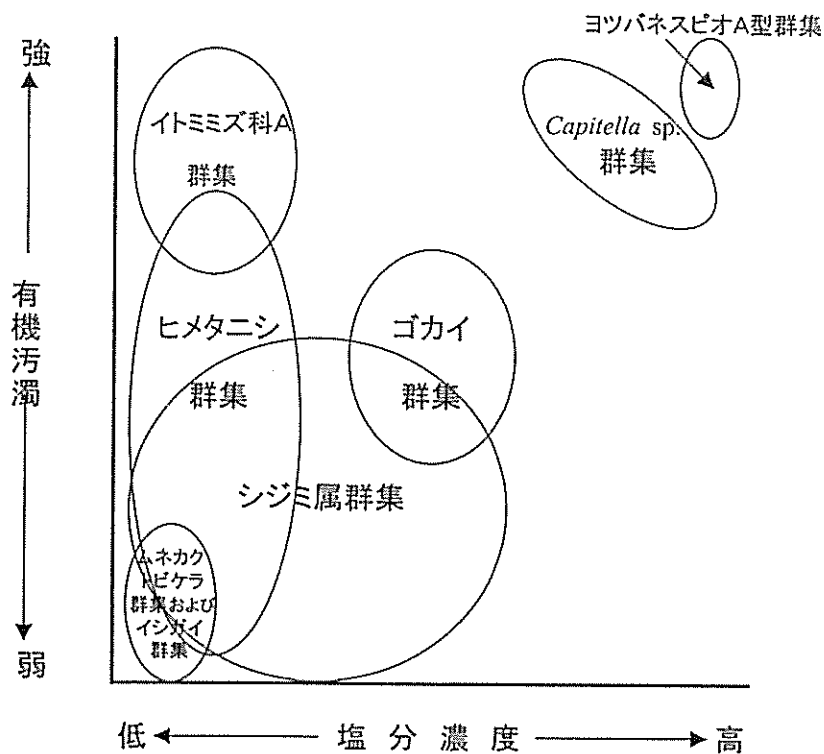 ヨツバネスピオA型群集
強
イトミミズ科A
群集
Capitella sp.
群集
有機汚濁
ヒメタニシ
群集
ゴカイ
群集
シジミ属群集
ムネカク
トビケラ
群集および
イシガイ
群集
弱
低 塩分濃度 高